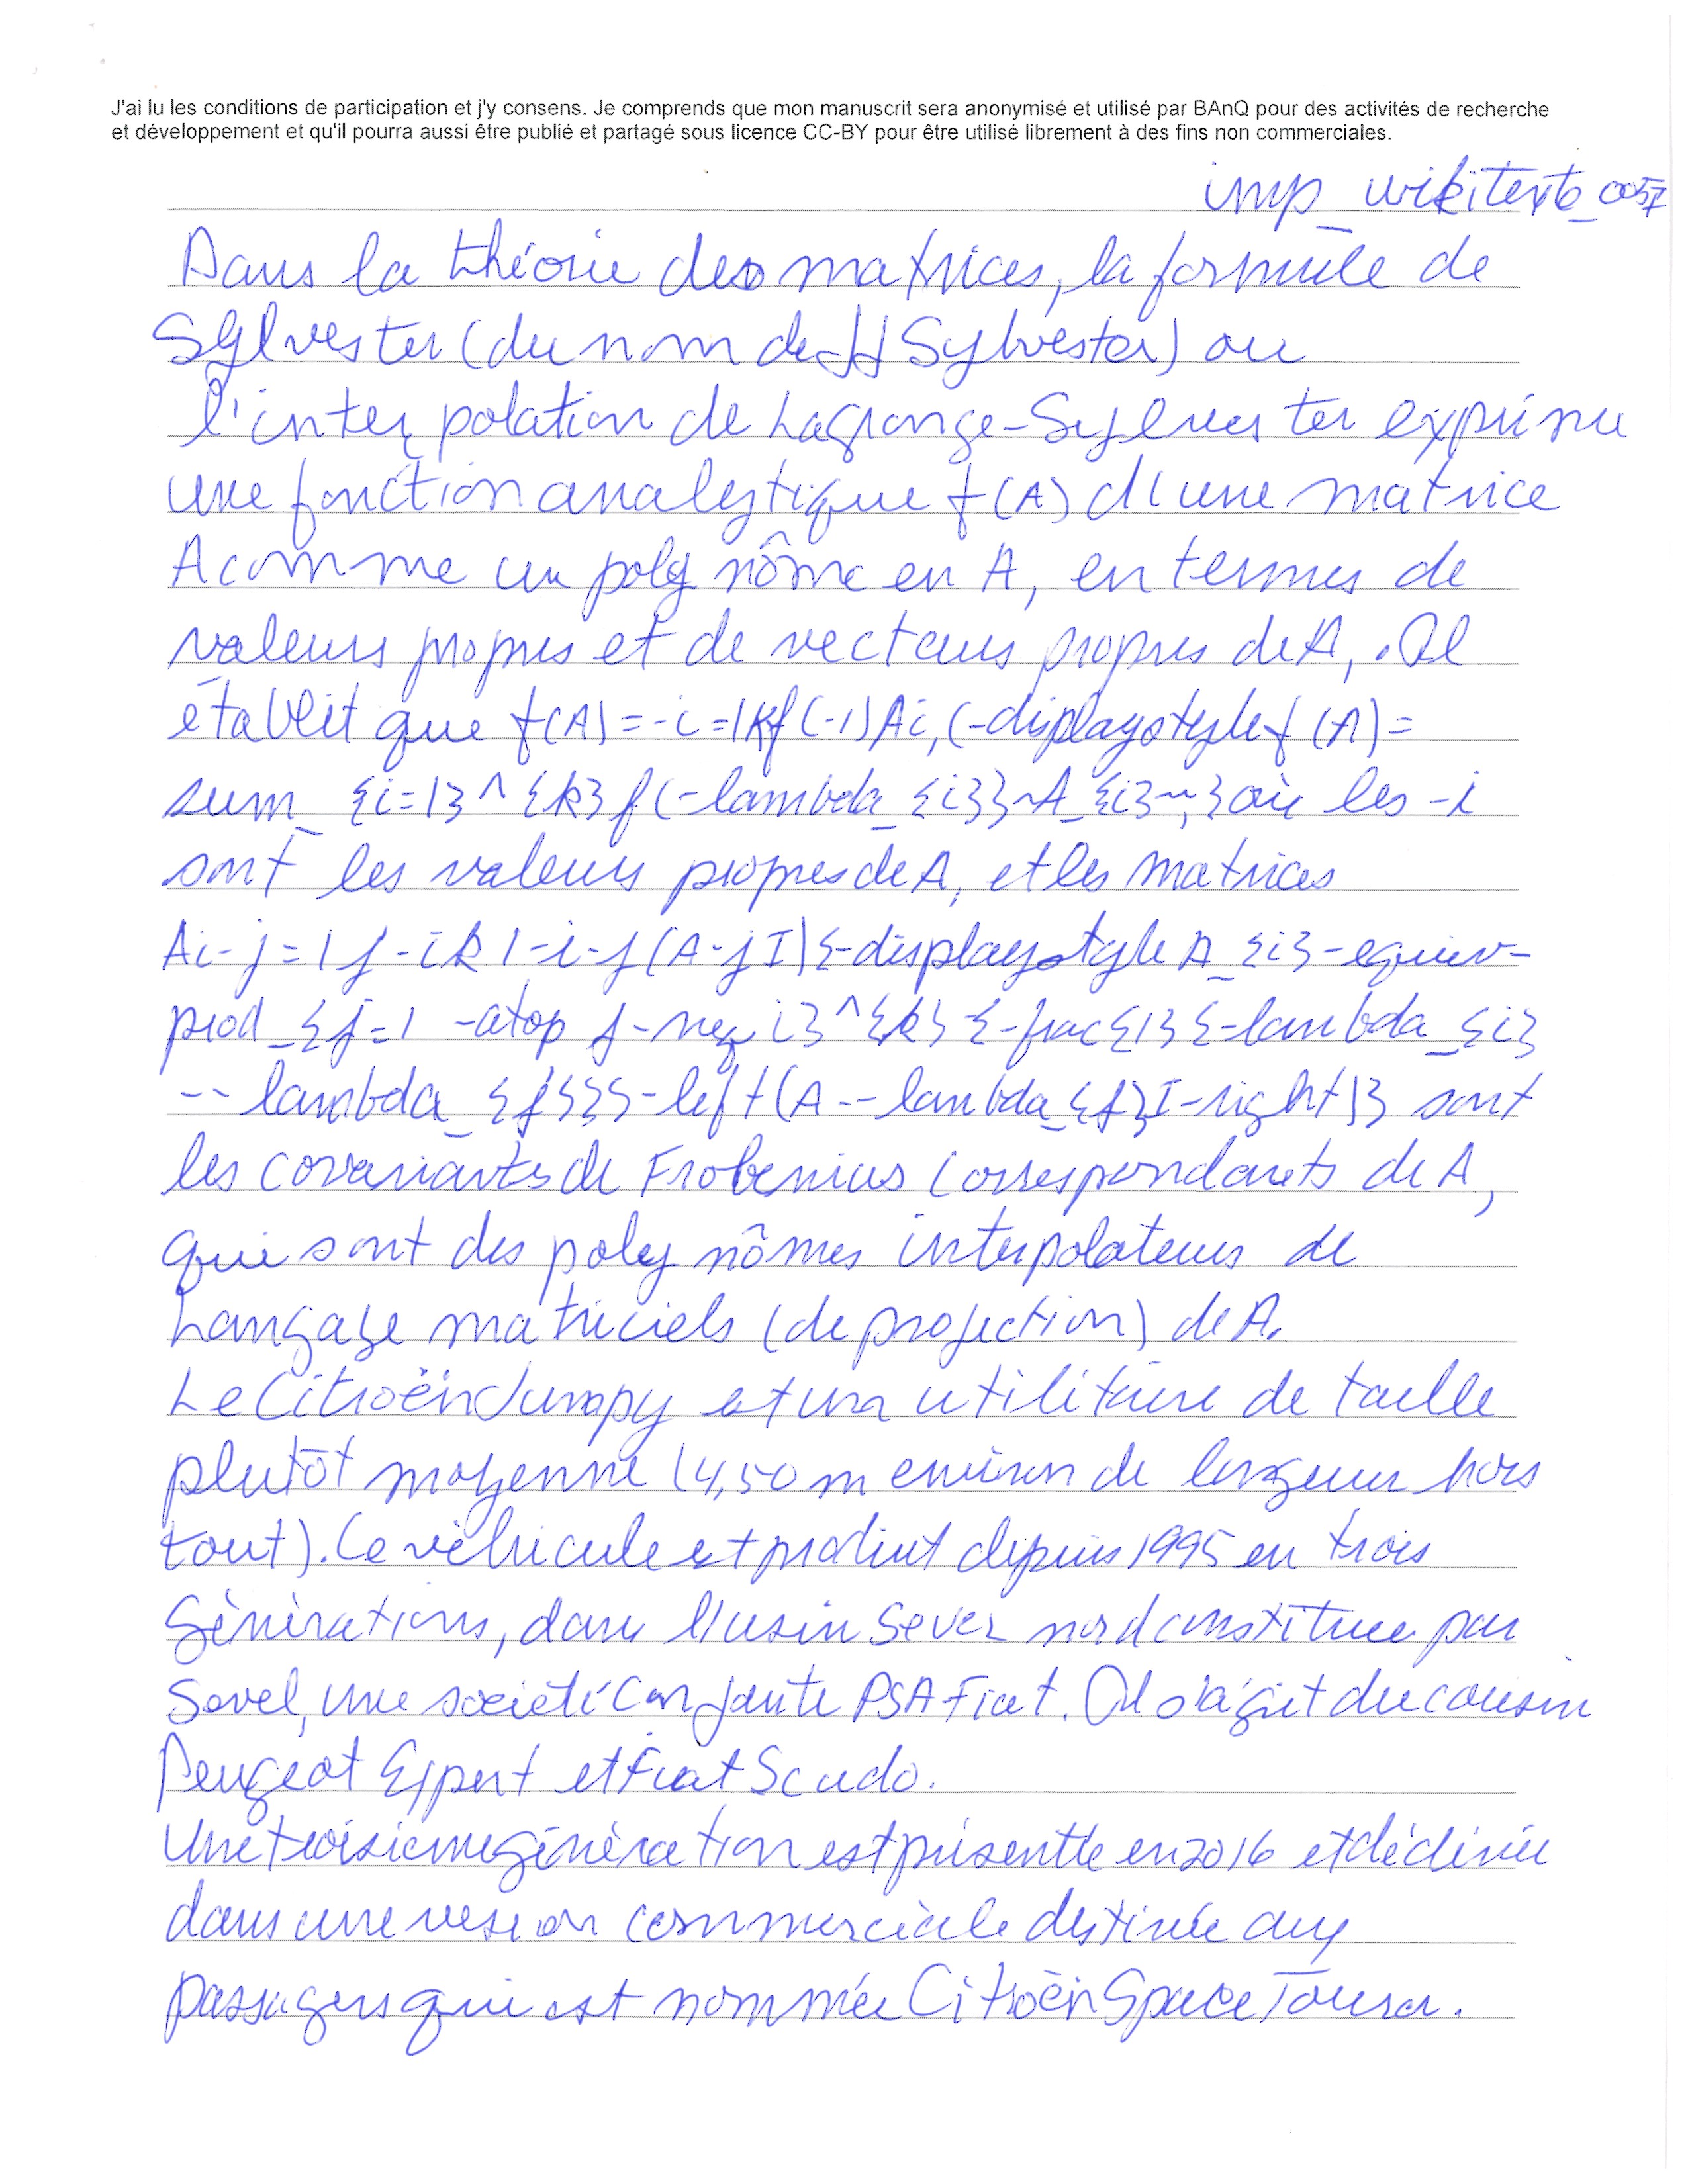 J'ai lu les conditions de participation et j'y consens. Je comprends que mon manuscrit sera anonymisé et utilisé par BAnQ pour des activités de recherche
et développement et qu'il pourra aussi être publié et partagé sous licence CC-BY pour être utilisé librement à des fins non commerciales.
imp_wikitexte_0057
Dans la théorie des matrices, la formule de
Sylvester (du nom de JJ Sylvester) ou
l'interpolation de Lagrange-Sylvester exprime
une fonction analytique f(A) d'une matrice
A comme un polynôme en A, en termes de
valeurs propres et de vecteurs propres de A, . Il
établit que f(A)=-i=1kf(-i)Ai, (-displaystyle f(A)=
sum_{i=1}^{k}f(-lambda_{i}}~A_{i}~,}où les -i
sont les valeurs propres de A, et les matrices
Ai-j=1j-ik1-i-j(A-jI){-displaystyle A_{i}-equiv-
prod_{j=1 -atop j-neq i}^{k}{-frac{1}{-lambda_{i}
--lambda_{j}}}-left(A--lambda_{j}I-right)} sont
les covariants de Frobenius correspondants de A,
qui sont des polynômes interpolateurs de
Langage matriciels (de projection) de A.
Le Citroën Jumpy est un utilitaire de taille
plutôt moyenne (4,50 m environ de longueur hors
tout). Ce véhicule est produit depuis 1995 en trois
générations, dans l'usin Sevel nord constituée par
Sovel, une société conjointe PSA Fiat. Il s'agit du cousin
Peugeot Expert et Fiat Scudo.
Une troisième génération est présentée en 2016 et déclinée
dans une version commerciale destinée aux
passagers qui est nommée Citroën SpaceTourer.